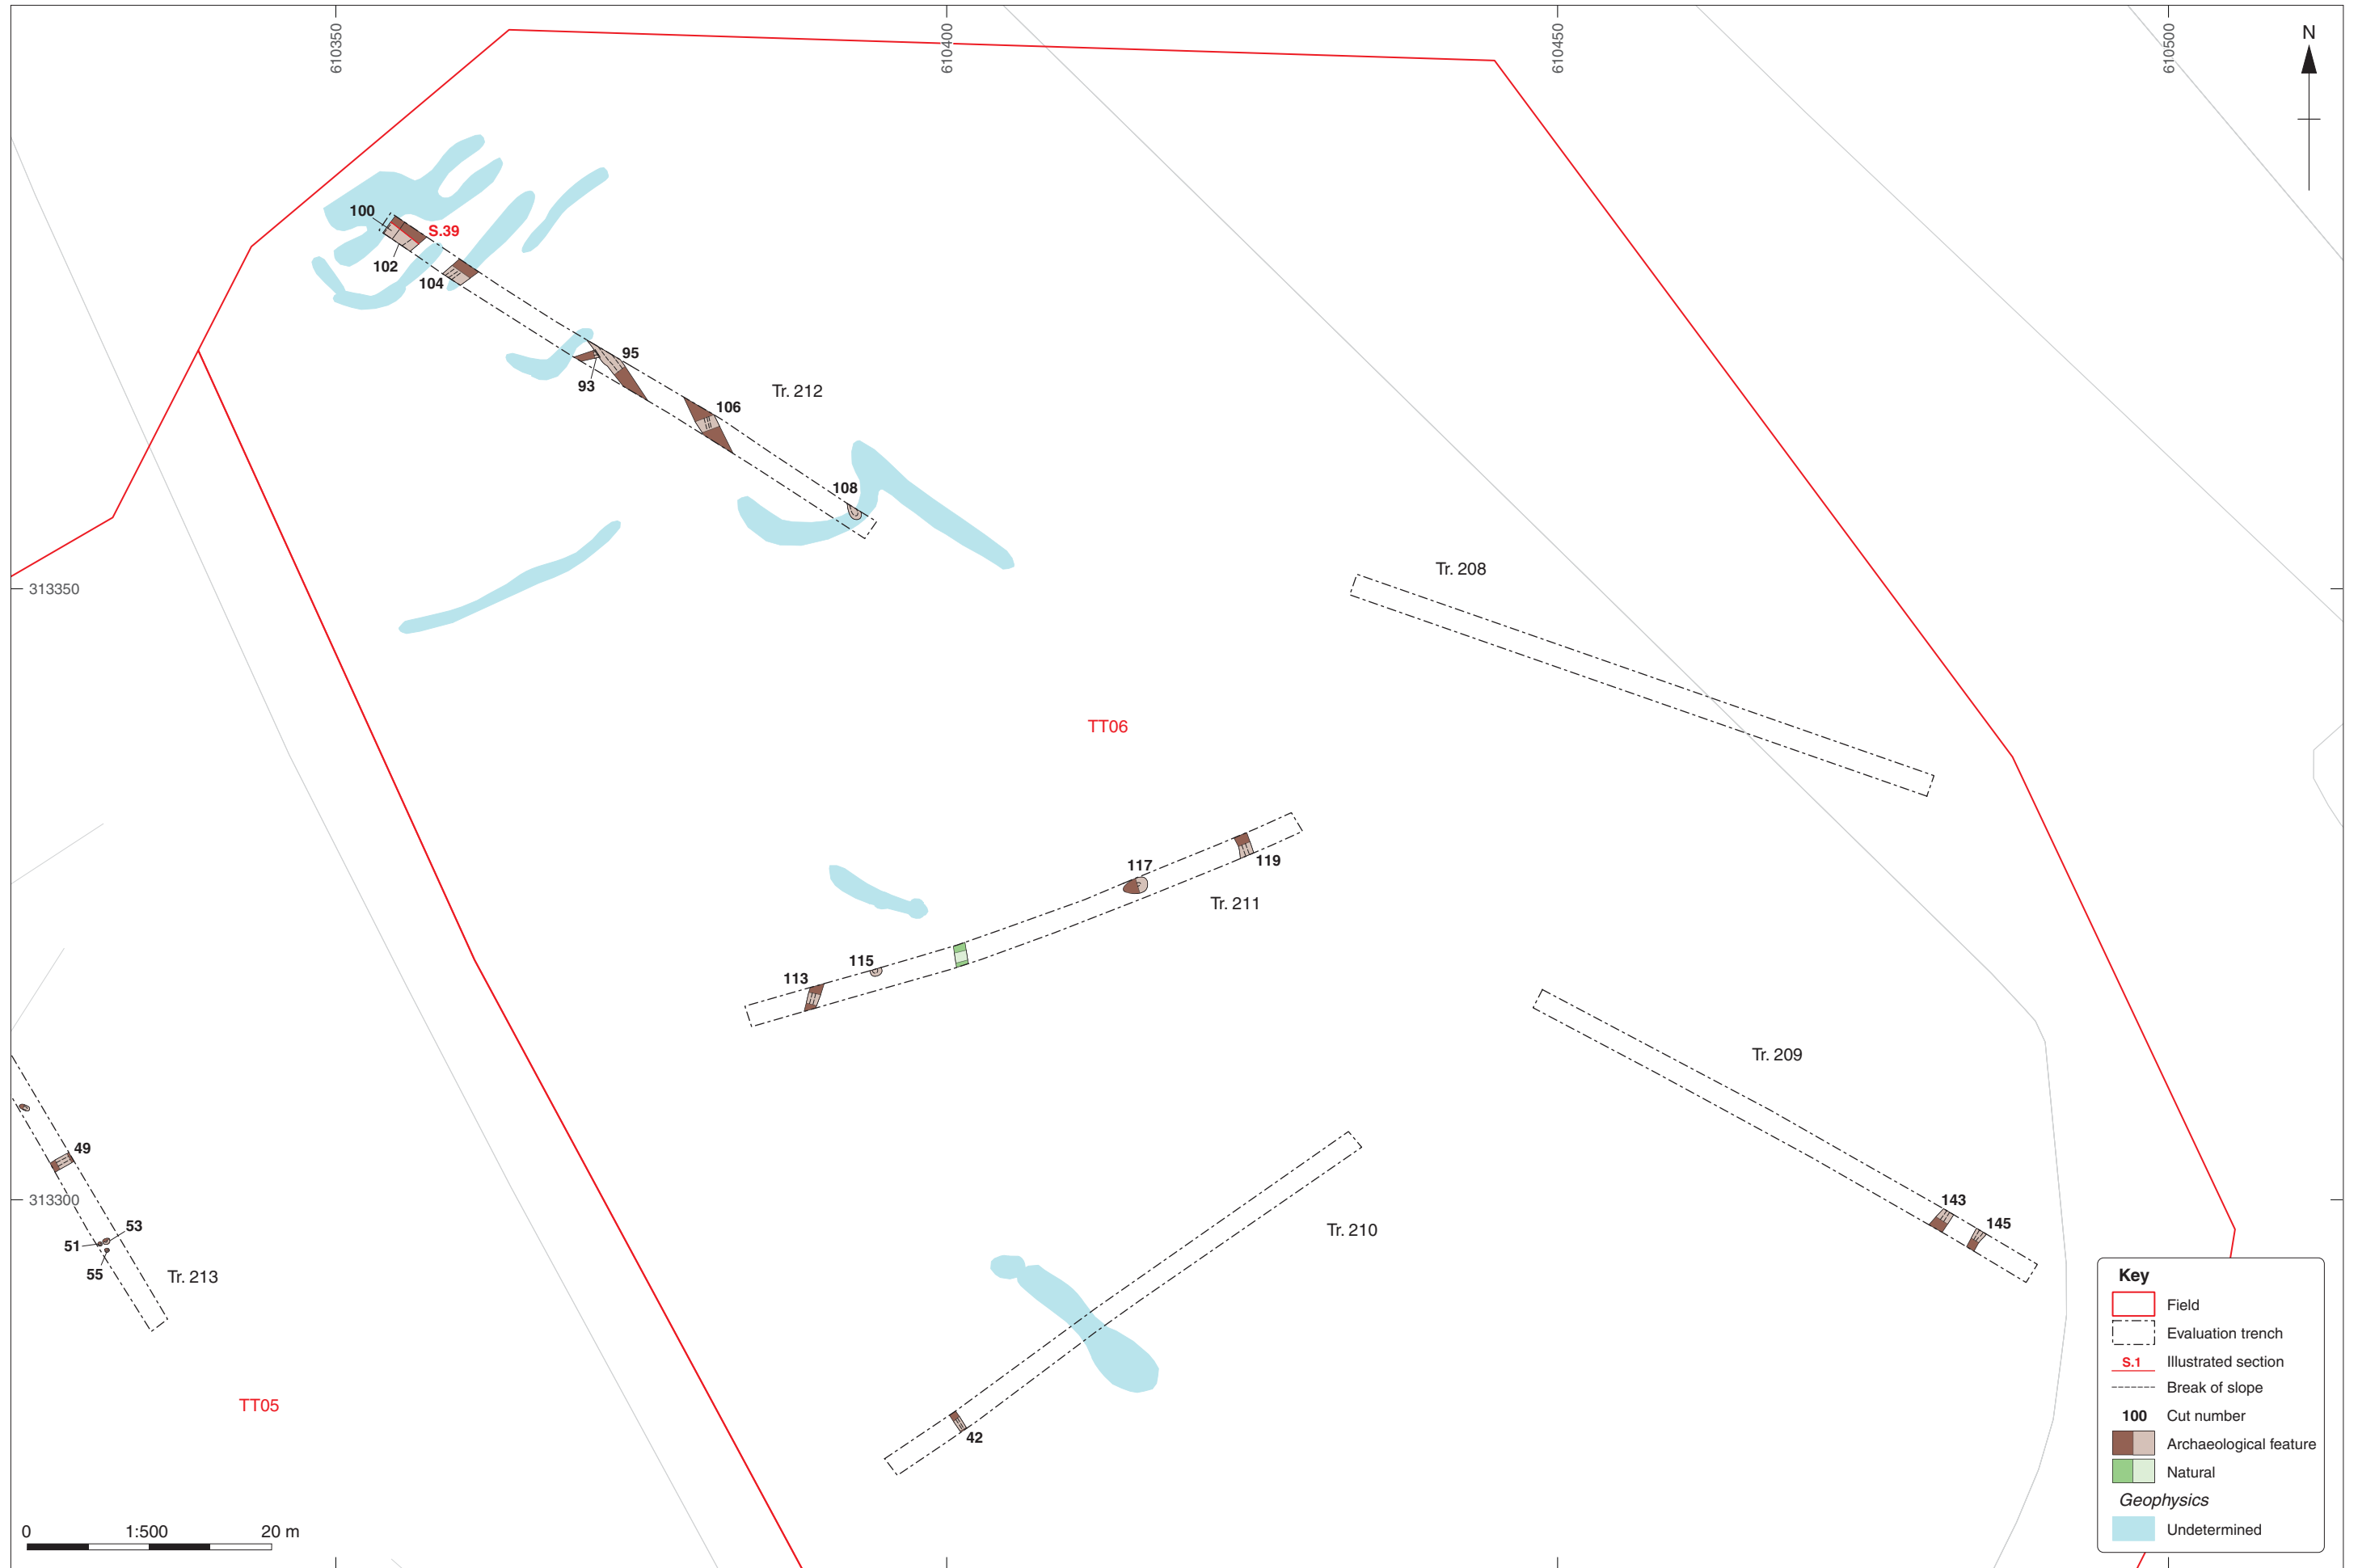 610350
610400
610450
610500
N
100
S.39
102
104
95
93
Tr. 212
106
108
Tr. 208
313350
TT06
117
119
Tr. 211
115
113
Tr. 209
49
143
313300
53
145
51
Tr. 210
55
Tr. 213
TT05
42
Key
Field
Evaluation trench
S.1 Illustrated section
Break of slope
100 Cut number
Archaeological feature
Natural
Geophysics
Undetermined
0 1:500 20 m